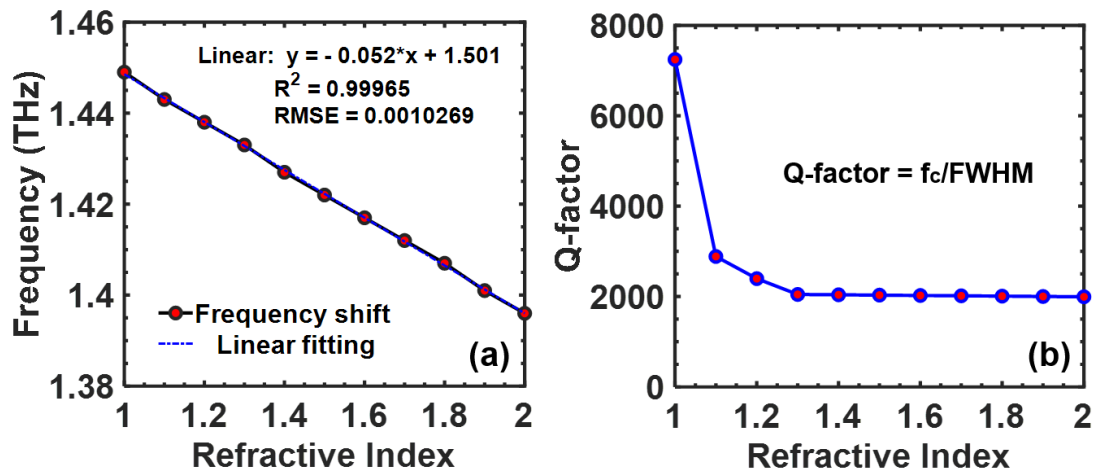 1.46
1.44
1.42
1.4
1.38
Frequency (THz)
Linear: y = - 0.052*x + 1.501
R² = 0.99965
RMSE = 0.0010269
Frequency shift
Linear fitting
(a)
1 1.2 1.4 1.6 1.8 2
Refractive Index
8000
6000
4000
2000
0
Q-factor
Q-factor = fc/FWHM
(b)
1 1.2 1.4 1.6 1.8 2
Refractive Index